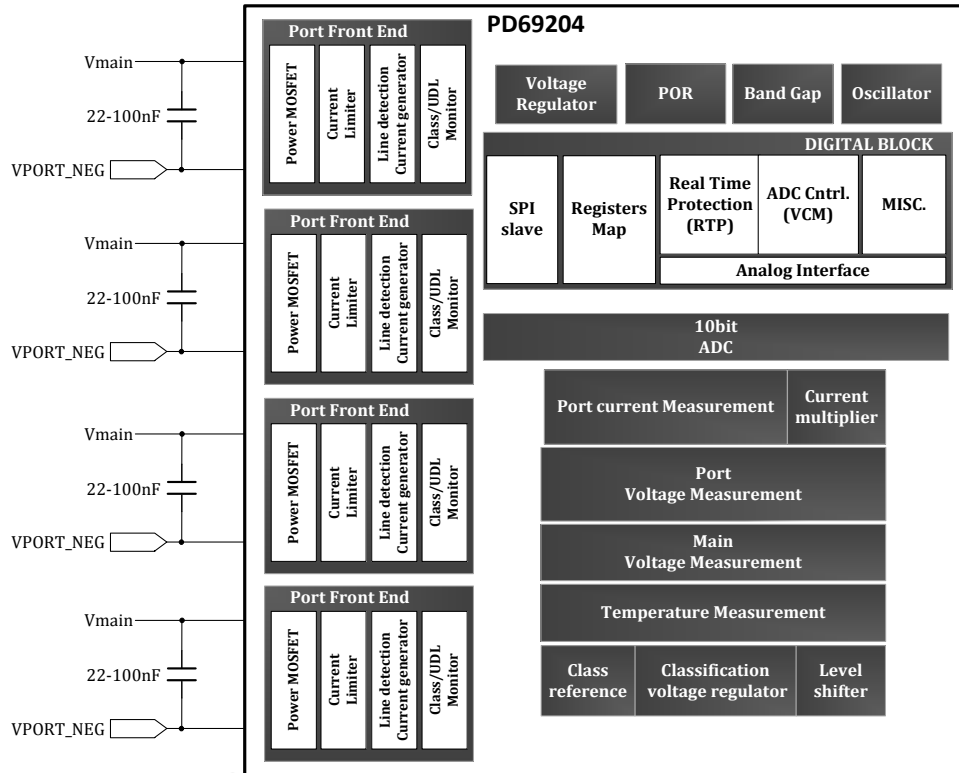 PD69204
Vmain
22-100nF
VPORT_NEG
Port Front End
Power MOSFET
Current
Limiter
Line detection
Current generator
Class/UDL
Monitor
Vmain
22-100nF
VPORT_NEG
Port Front End
Power MOSFET
Current
Limiter
Line detection
Current generator
Class/UDL
Monitor
Vmain
22-100nF
VPORT_NEG
Port Front End
Power MOSFET
Current
Limiter
Line detection
Current generator
Class/UDL
Monitor
Vmain
22-100nF
VPORT_NEG
Port Front End
Power MOSFET
Current
Limiter
Line detection
Current generator
Class/UDL
Monitor
Voltage
Regulator
POR
Band Gap
Oscillator
DIGITAL BLOCK
SPI
slave
Registers
Map
Real Time
Protection
(RTP)
ADC Cntrl.
(VCM)
MISC.
Analog Interface
10bit
ADC
Port current Measurement
Current
multiplier
Port
Voltage Measurement
Main
Voltage Measurement
Temperature Measurement
Class
reference
Classification
voltage regulator
Level
shifter